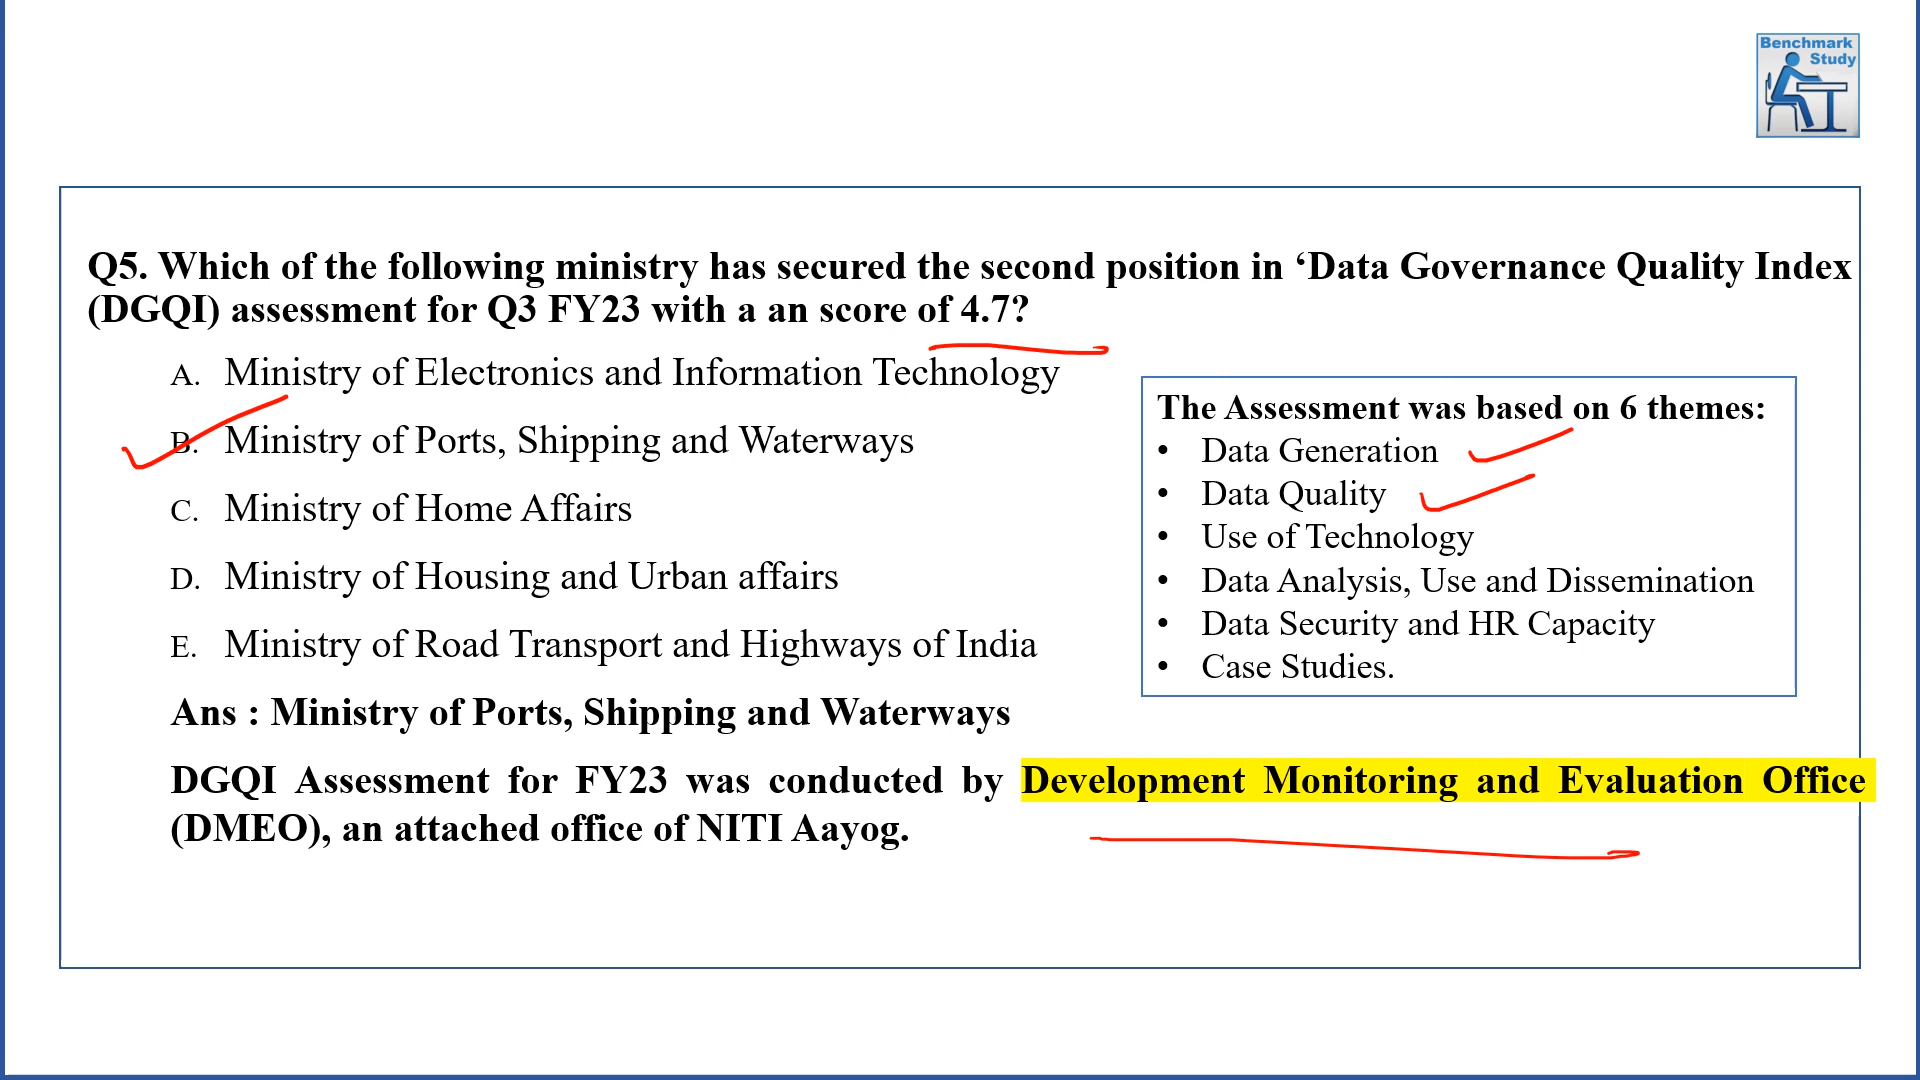 Benchmark
Study
Q5. Which of the following ministry has secured the second position in ‘Data Governance Quality Index
(DGQI) assessment for Q3 FY23 with a an score of 4.7?
A. Ministry of Electronics and Information Technology
B. Ministry of Ports, Shipping and Waterways
C. Ministry of Home Affairs
D. Ministry of Housing and Urban affairs
E. Ministry of Road Transport and Highways of India
Ans : Ministry of Ports, Shipping and Waterways
DGQI Assessment for FY23 was conducted by Development Monitoring and Evaluation Office
(DMEO), an attached office of NITI Aayog.
The Assessment was based on 6 themes:
• Data Generation
• Data Quality
• Use of Technology
• Data Analysis, Use and Dissemination
• Data Security and HR Capacity
• Case Studies.